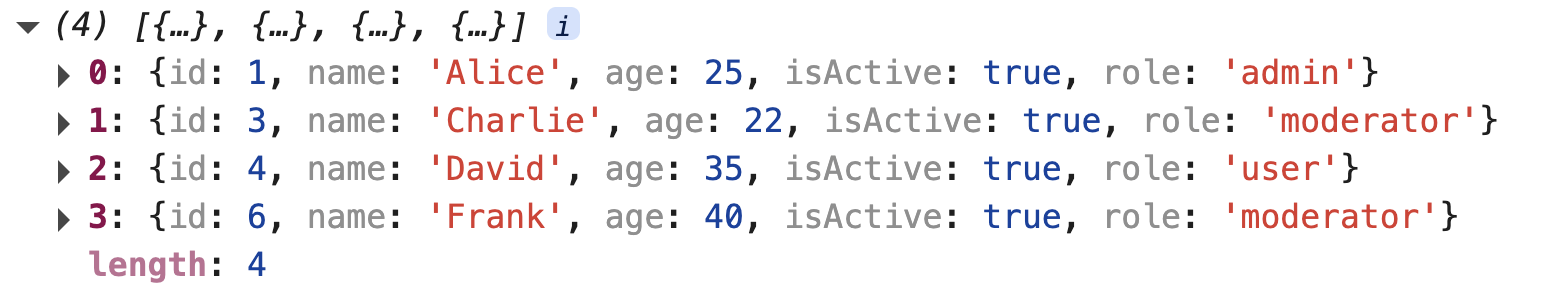 ▼ (4) [{…}, {…}, {…}, {…}] i
▶ 0: {id: 1, name: 'Alice', age: 25, isActive: true, role: 'admin'}
▶ 1: {id: 3, name: 'Charlie', age: 22, isActive: true, role: 'moderator'}
▶ 2: {id: 4, name: 'David', age: 35, isActive: true, role: 'user'}
▶ 3: {id: 6, name: 'Frank', age: 40, isActive: true, role: 'moderator'}
length: 4